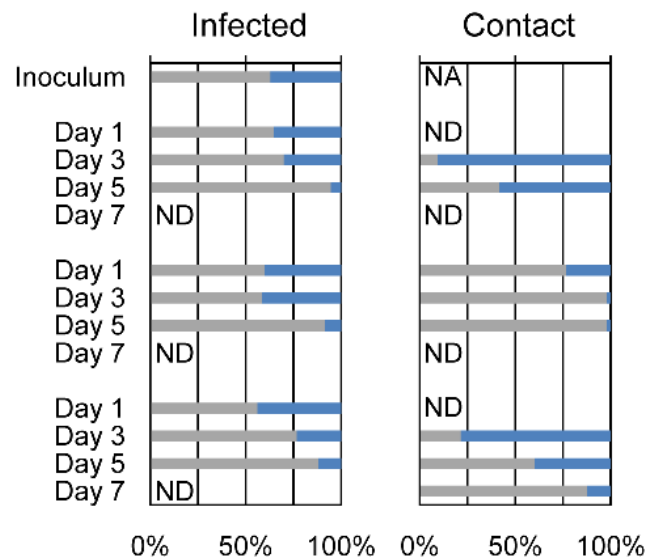 Infected Contact
Inoculum NA
Day 1 ND
Day 3
Day 5
Day 7 ND ND
Day 1
Day 3
Day 5
Day 7 ND ND
Day 1 ND
Day 3
Day 5
Day 7 ND
0% 50% 100% 0% 50% 100%